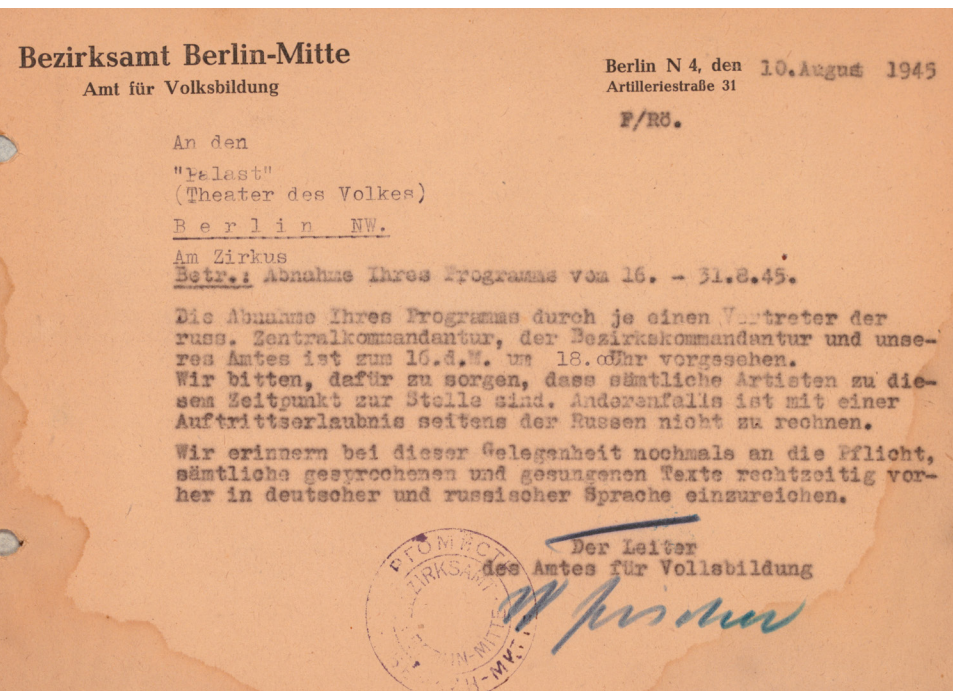 Bezirksamt Berlin-Mitte
Amt für Volksbildung
Berlin N 4, den 10.August 1945
Artilleriestraße 31
F/Rö.
An den
"Palast"
(Theater des Volkes)
Berlin NW.
Am Zirkus
Betr.: Abnahme Ihres Programms vom 16. - 31.8.45.
Die Abnahme Ihres Programms durch je einen Vertreter der
russ. Zentralkommandantur, der Bezirkskommandantur und unse-
res Amtes ist zum 16.d.M. um 18.00Uhr vorgesehen.
Wir bitten, dafür zu sorgen, dass sämtliche Artisten zu die-
sem Zeitpunkt zur Stelle sind. Anderenfalls ist mit einer
Auftrittserlaubnis seitens der Russen nicht zu rechnen.
Wir erinnern bei dieser Gelegenheit nochmals an die Pflicht,
sämtliche gesprochenen und gesungenen Texte rechtzeitig vor-
her in deutscher und russischer Sprache einzureichen.
Der Leiter
des Amtes für Vollsbildung
BEZIRKSAMT